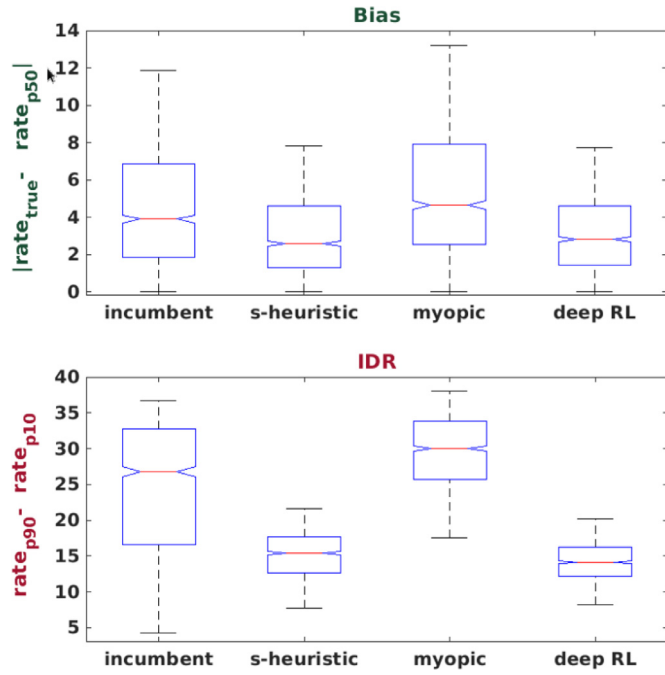 Bias
|rate_true- rate_p50|
14
12
10
8
6
4
2
0
incumbent s-heuristic myopic deep RL
IDR
rate_p90- rate_p10
40
35
30
25
20
15
10
5
incumbent s-heuristic myopic deep RL